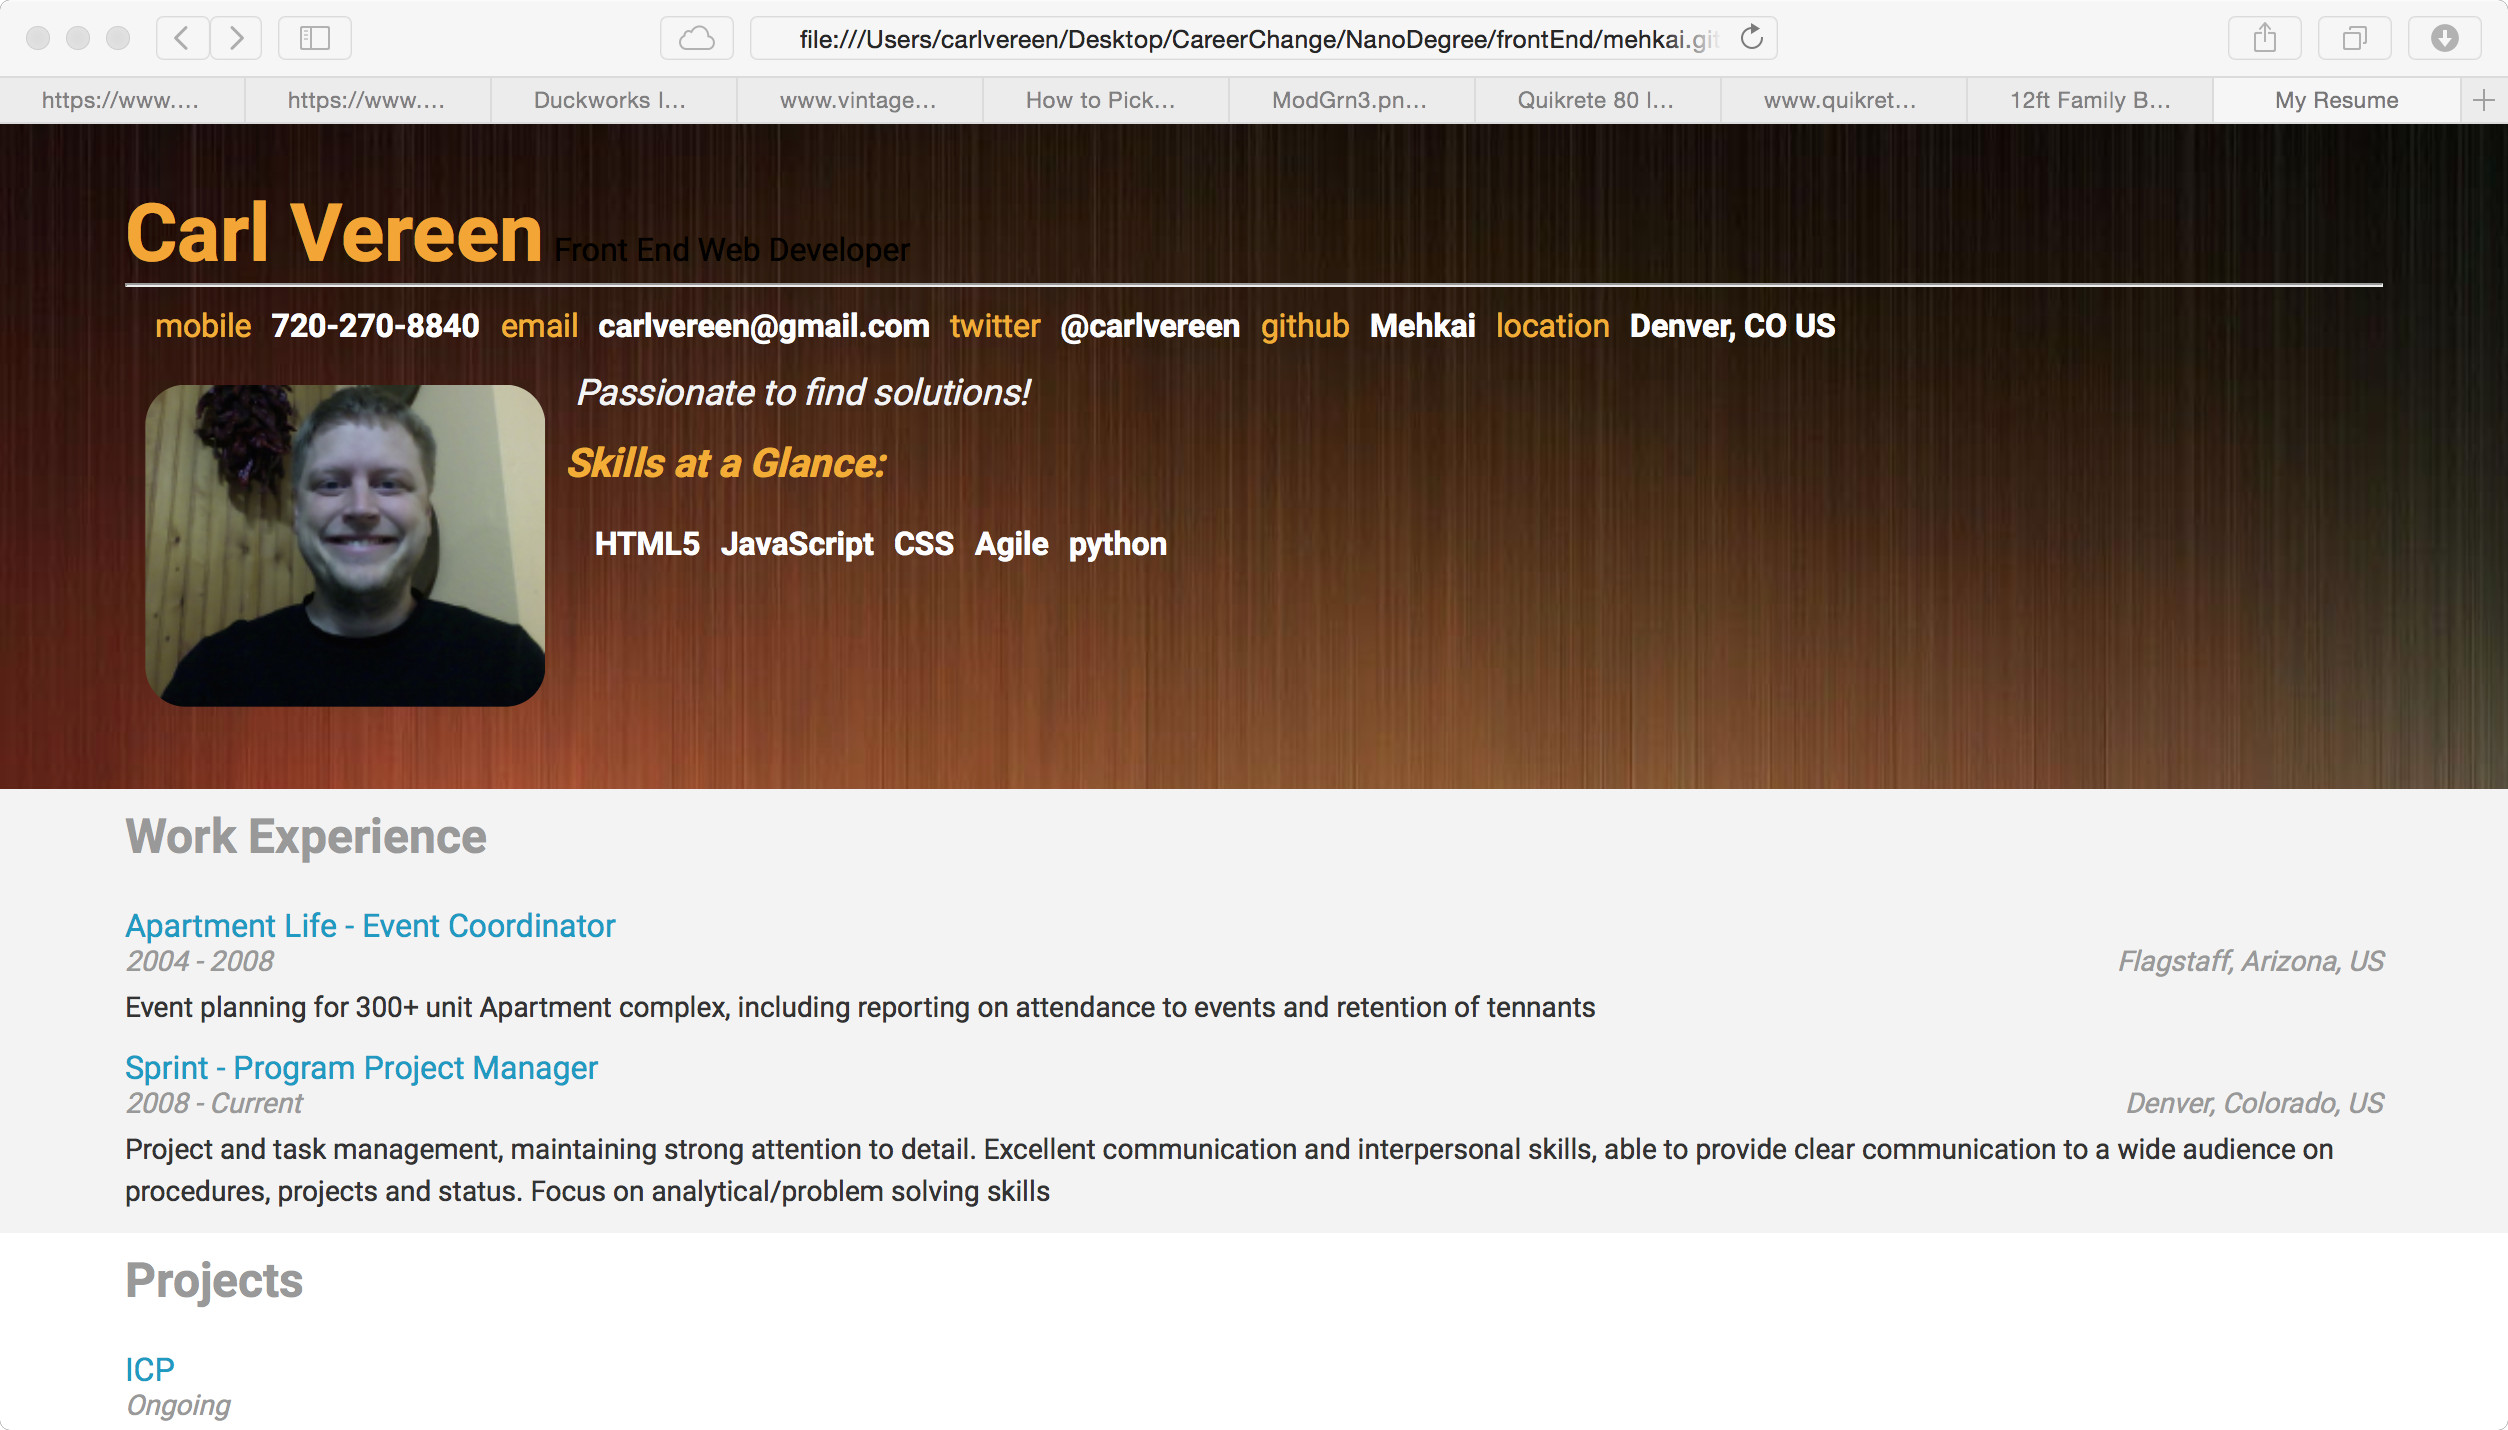 file:///Users/carlvereen/Desktop/CareerChange/NanoDegree/frontEnd/mehkai.git
https://www.... https://www.... Duckworks I... www.vintage... How to Pick... ModGrn3.pn... Quikrete 80 l... www.quikret... 12ft Family B... My Resume
Carl Vereen Front End Web Developer
mobile 720-270-8840 email carlvereen@gmail.com twitter @carlvereen github Mehkai location Denver, CO US
Passionate to find solutions!
Skills at a Glance:
HTML5 JavaScript CSS Agile python
Work Experience
Apartment Life - Event Coordinator
2004 - 2008 Flagstaff, Arizona, US
Event planning for 300+ unit Apartment complex, including reporting on attendance to events and retention of tennants
Sprint - Program Project Manager
2008 - Current Denver, Colorado, US
Project and task management, maintaining strong attention to detail. Excellent communication and interpersonal skills, able to provide clear communication to a wide audience on
procedures, projects and status. Focus on analytical/problem solving skills
Projects
ICP
Ongoing